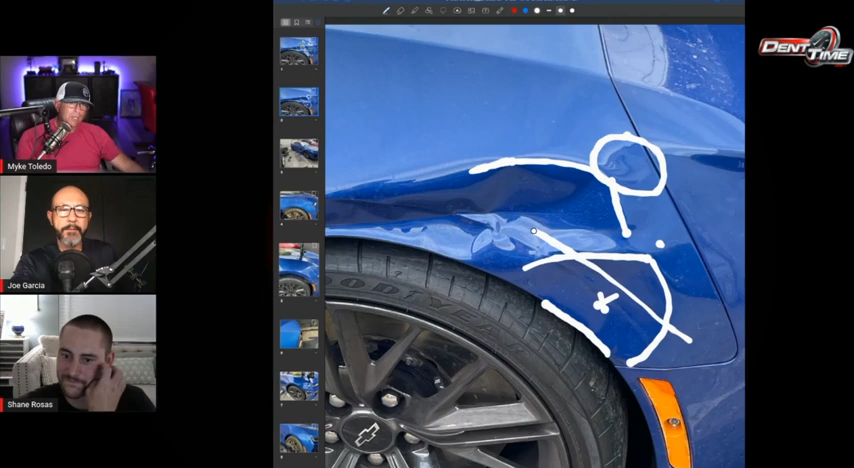 DENT TIME
Myke Toledo
Joe Garcia
Shane Rosas
GOODYEAR